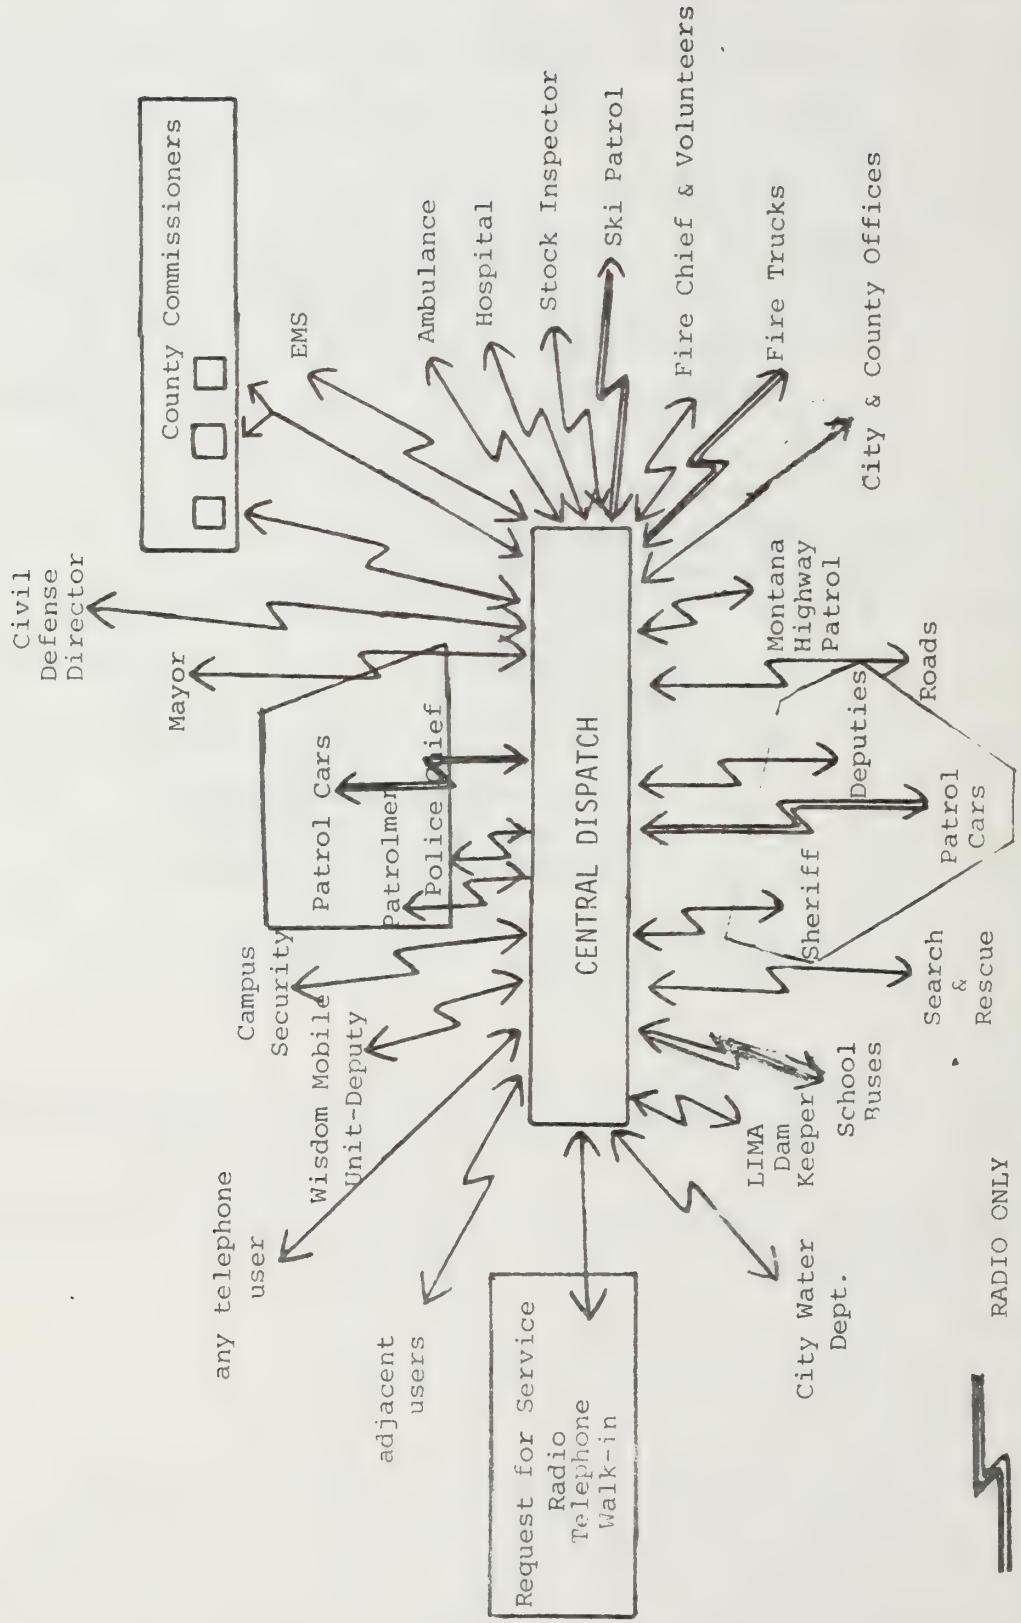 Civil
Defense
Director
County Commissioners
Mayor
EMS
Ambulance
Hospital
Stock Inspector
Ski Patrol
Fire Chief & Volunteers
Fire Trucks
City & County Offices
Campus
Security
Patrol Cars
Patrolmen
Police Chief
any telephone
user
Wisdom Mobile
Unit-Deputy
adjacent
users
CENTRAL DISPATCH
Request for Service
Radio
Telephone
Walk-in
City Water
Dept.
LIMA
Dam
Keeper
School
Buses
Search
&
Rescue
Sheriff
Patrol
Cars
Deputies
Roads
Montana
Highway
Patrol
RADIO ONLY